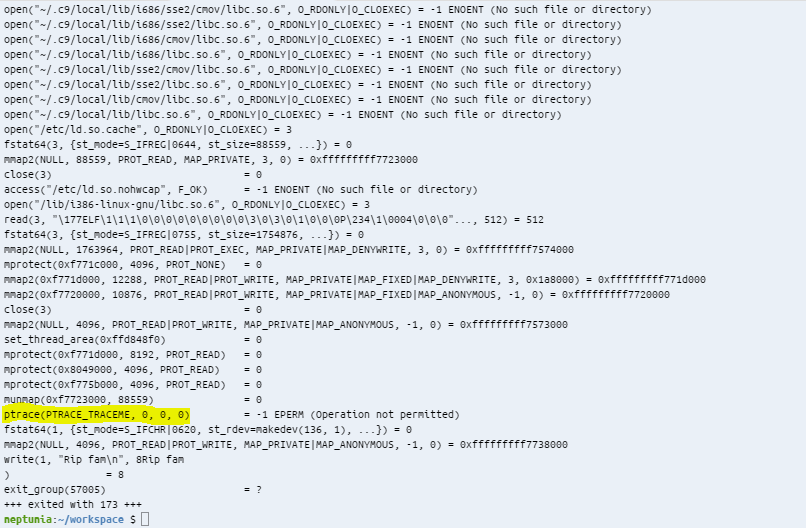 open("~/.c9/local/lib/i686/sse2/cmov/libc.so.6", O_RDONLY|O_CLOEXEC) = -1 ENOENT (No such file or directory)
open("~/.c9/local/lib/i686/sse2/libc.so.6", O_RDONLY|O_CLOEXEC) = -1 ENOENT (No such file or directory)
open("~/.c9/local/lib/i686/cmov/libc.so.6", O_RDONLY|O_CLOEXEC) = -1 ENOENT (No such file or directory)
open("~/.c9/local/lib/i686/libc.so.6", O_RDONLY|O_CLOEXEC) = -1 ENOENT (No such file or directory)
open("~/.c9/local/lib/sse2/cmov/libc.so.6", O_RDONLY|O_CLOEXEC) = -1 ENOENT (No such file or directory)
open("~/.c9/local/lib/sse2/libc.so.6", O_RDONLY|O_CLOEXEC) = -1 ENOENT (No such file or directory)
open("~/.c9/local/lib/cmov/libc.so.6", O_RDONLY|O_CLOEXEC) = -1 ENOENT (No such file or directory)
open("~/.c9/local/lib/libc.so.6", O_RDONLY|O_CLOEXEC) = -1 ENOENT (No such file or directory)
open("/etc/ld.so.cache", O_RDONLY|O_CLOEXEC) = 3
fstat64(3, {st_mode=S_IFREG|0644, st_size=88559, ...}) = 0
mmap2(NULL, 88559, PROT_READ, MAP_PRIVATE, 3, 0) = 0xfffffffff7723000
close(3) = 0
access("/etc/ld.so.nohwcap", F_OK) = -1 ENOENT (No such file or directory)
open("/lib/i386-linux-gnu/libc.so.6", O_RDONLY|O_CLOEXEC) = 3
read(3, "\177ELF\1\1\1\0\0\0\0\0\0\0\0\0\3\0\3\0\1\0\0\0P\234\1\0004\0\0\0"..., 512) = 512
fstat64(3, {st_mode=S_IFREG|0755, st_size=1754876, ...}) = 0
mmap2(NULL, 1763964, PROT_READ|PROT_EXEC, MAP_PRIVATE|MAP_DENYWRITE, 3, 0) = 0xfffffffff7574000
mprotect(0xf771c000, 4096, PROT_NONE) = 0
mmap2(0xf771d000, 12288, PROT_READ|PROT_WRITE, MAP_PRIVATE|MAP_FIXED|MAP_DENYWRITE, 3, 0x1a8000) = 0xfffffffff771d000
mmap2(0xf7720000, 10876, PROT_READ|PROT_WRITE, MAP_PRIVATE|MAP_FIXED|MAP_ANONYMOUS, -1, 0) = 0xfffffffff7720000
close(3) = 0
mmap2(NULL, 4096, PROT_READ|PROT_WRITE, MAP_PRIVATE|MAP_ANONYMOUS, -1, 0) = 0xfffffffff7573000
set_thread_area(0xffd848f0) = 0
mprotect(0xf771d000, 8192, PROT_READ) = 0
mprotect(0x8049000, 4096, PROT_READ) = 0
mprotect(0xf775b000, 4096, PROT_READ) = 0
munmap(0xf7723000, 88559) = 0
ptrace(PTRACE_TRACEME, 0, 0, 0) = -1 EPERM (Operation not permitted)
fstat64(1, {st_mode=S_IFCHR|0620, st_rdev=makedev(136, 1), ...}) = 0
mmap2(NULL, 4096, PROT_READ|PROT_WRITE, MAP_PRIVATE|MAP_ANONYMOUS, -1, 0) = 0xfffffffff7738000
write(1, "Rip fam\n", 8Rip fam
) = 8
exit_group(57005) = ?
+++ exited with 173 +++
neptunia:~/workspace $